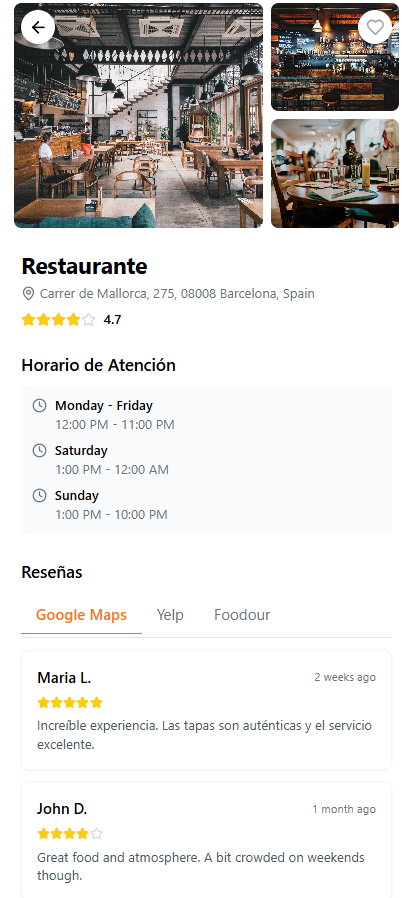 Restaurante
Carrer de Mallorca, 275, 08008 Barcelona, Spain
4.7
Horario de Atención
Monday - Friday
12:00 PM - 11:00 PM
Saturday
1:00 PM - 12:00 AM
Sunday
1:00 PM - 10:00 PM
Reseñas
Google Maps Yelp Foodour
Maria L. 2 weeks ago
Increíble experiencia. Las tapas son auténticas y el servicio
excelente.
John D. 1 month ago
Great food and atmosphere. A bit crowded on weekends
though.